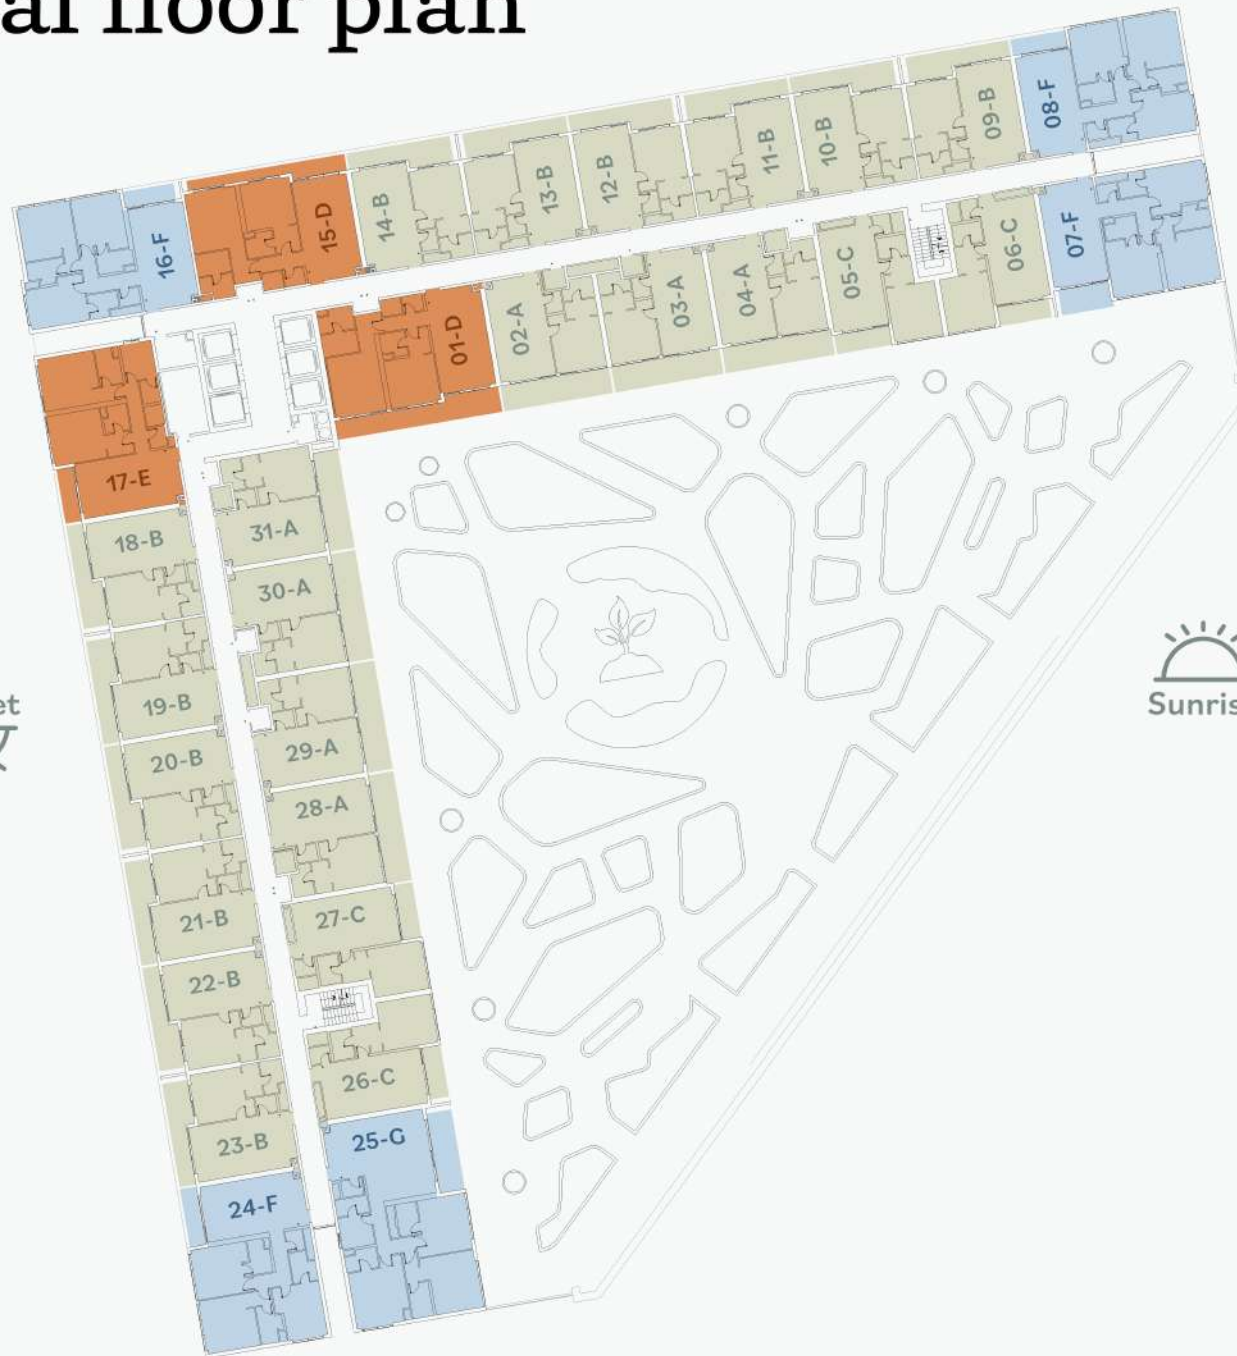 al floor plan
08-F
09-B
10-B
11-B
12-B
13-B
14-B
15-D
16-F
07-F
06-C
05-C
04-A
03-A
02-A
01-D
17-E
18-B
31-A
30-A
19-B
29-A
20-B
28-A
21-B
27-C
22-B
26-C
23-B
25-G
24-F
et
Sunris